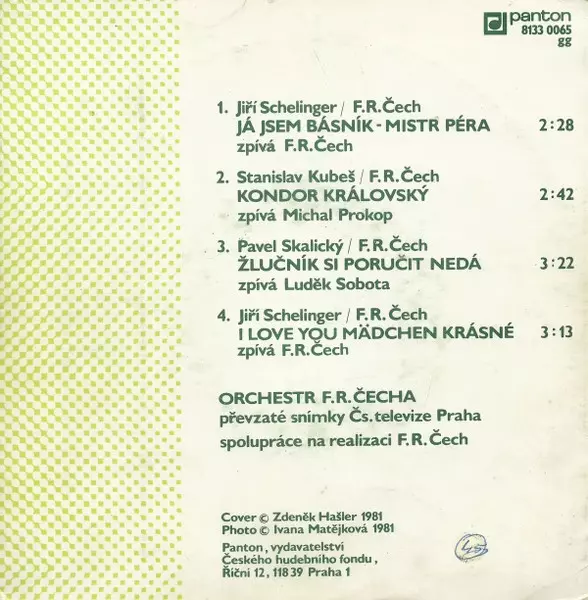 panton
8133 0065
gg
1. Jiří Schelinger / F.R.Čech
JÁ JSEM BÁSNÍK - MISTR PÉRA 2:28
zpívá F.R.Čech
2. Stanislav Kubeš / F.R.Čech
KONDOR KRÁLOVSKÝ 2:42
zpívá Michal Prokop
3. Pavel Skalický / F.R.Čech
ŽLUČNÍK SI PORUČIT NEDÁ 3:22
zpívá Luděk Sobota
4. Jiří Schelinger / F.R.Čech
I LOVE YOU MÄDCHEN KRÁSNÉ 3:13
zpívá F.R.Čech
ORCHESTR F.R.ČECHA
převzaté snímky Čs.televize Praha
spolupráce na realizaci F.R.Čech
Cover © Zdeněk Hašler 1981
Photo © Ivana Matějková 1981
Panton, vydavatelství
Českého hudebního fondu,
Říční 12, 118 39 Praha 1